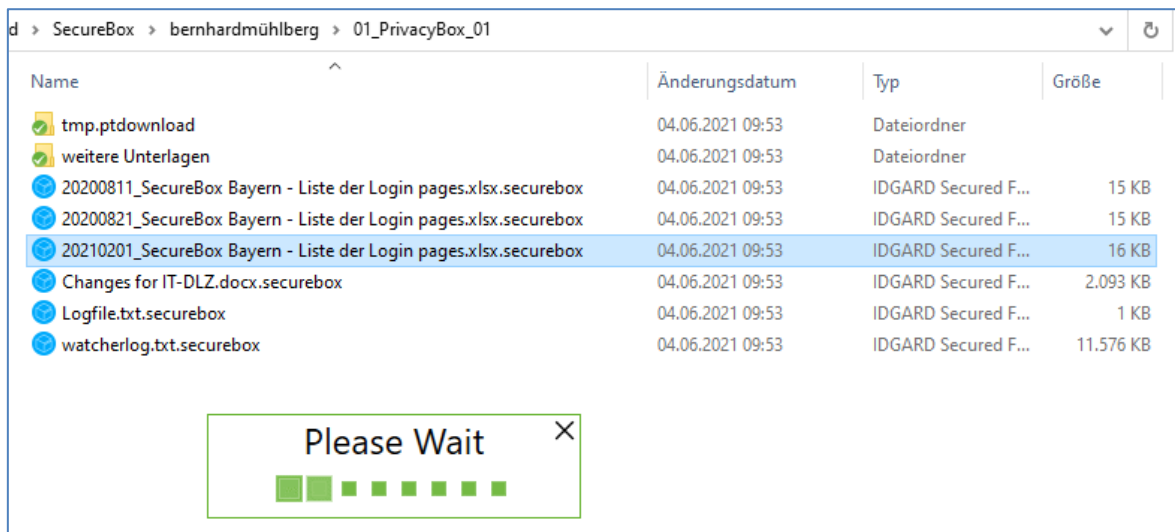 d > SecureBox > bernhardmühlberg > 01_PrivacyBox_01
Name Änderungsdatum Typ Größe
tmp.ptdownload 04.06.2021 09:53 Dateiordner
weitere Unterlagen 04.06.2021 09:53 Dateiordner
20200811_SecureBox Bayern - Liste der Login pages.xlsx.securebox 04.06.2021 09:53 IDGARD Secured F... 15 KB
20200821_SecureBox Bayern - Liste der Login pages.xlsx.securebox 04.06.2021 09:53 IDGARD Secured F... 15 KB
20210201_SecureBox Bayern - Liste der Login pages.xlsx.securebox 04.06.2021 09:53 IDGARD Secured F... 16 KB
Changes for IT-DLZ.docx.securebox 04.06.2021 09:53 IDGARD Secured F... 2.093 KB
Logfile.txt.securebox 04.06.2021 09:53 IDGARD Secured F... 1 KB
watcherlog.txt.securebox 04.06.2021 09:53 IDGARD Secured F... 11.576 KB
Please Wait